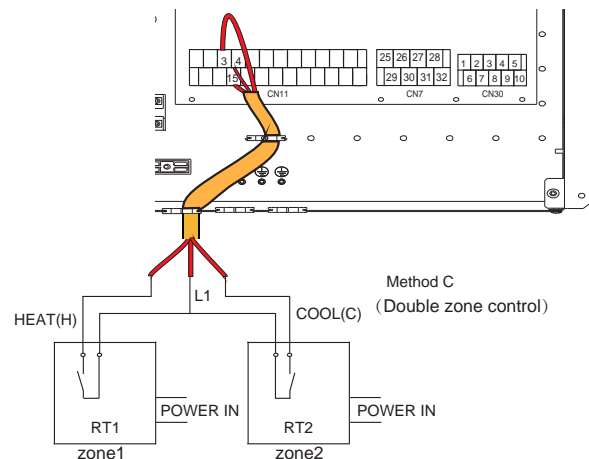 3 4
15
CN11
25 26 27 28
29 30 31 32
CN7
1 2 3 4 5
6 7 8 9 10
CN30
L1
HEAT(H)
COOL(C)
Method C
（Double zone control）
RT1
POWER IN
zone1
RT2
POWER IN
zone2